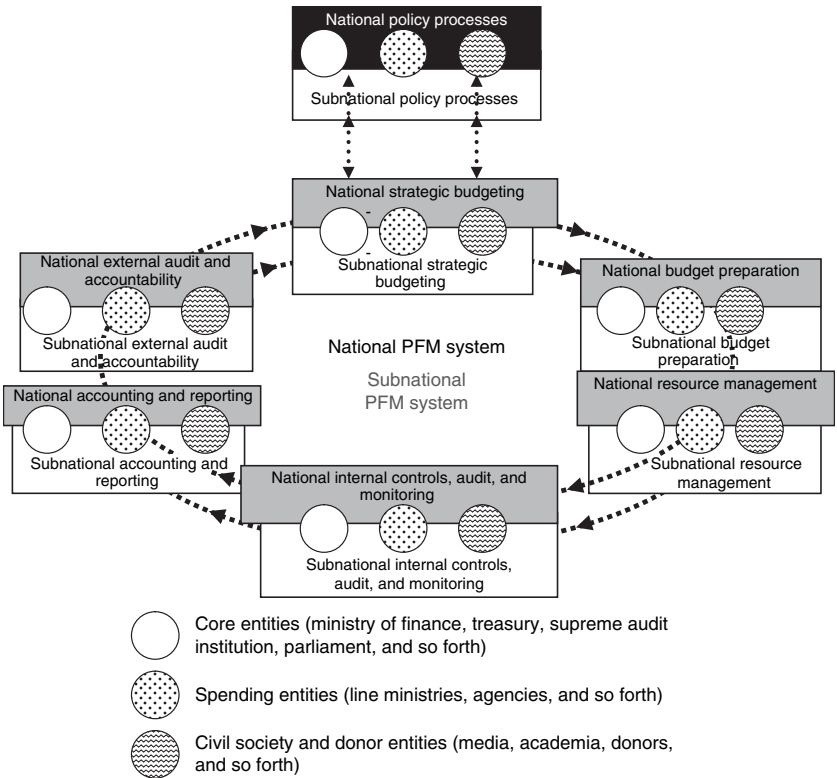 National policy processes
Subnational policy processes
National strategic budgeting
Subnational strategic
budgeting
National external audit and
accountability
Subnational external audit
and accountability
National budget preparation
Subnational budget
preparation
National PFM system
Subnational
PFM system
National accounting and reporting
Subnational accounting and
reporting
National resource management
Subnational resource
management
National internal controls, audit, and
monitoring
Subnational internal controls,
audit, and monitoring
Core entities (ministry of finance, treasury, supreme audit
institution, parliament, and so forth)
Spending entities (line ministries, agencies, and so forth)
Civil society and donor entities (media, academia, donors,
and so forth)